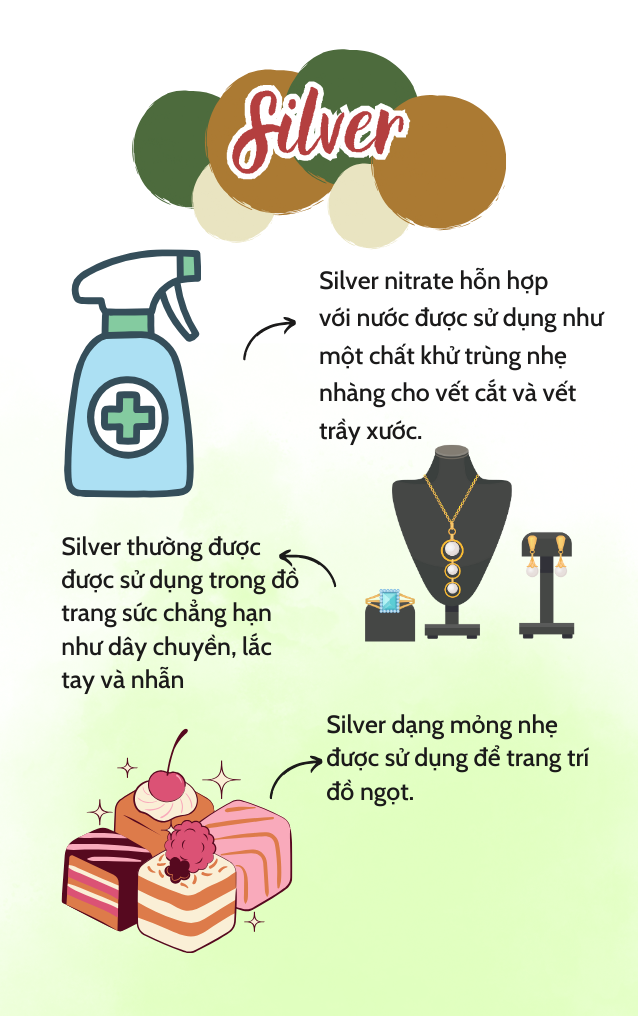 Silver
Silver nitrate hỗn hợp
với nước được sử dụng như
một chất khử trùng nhẹ
nhàng cho vết cắt và vết
trầy xước.
Silver thường được
được sử dụng trong đồ
trang sức chẳng hạn
như dây chuyền, lắc
tay và nhẫn
Silver dạng mỏng nhẹ
được sử dụng để trang trí
đồ ngọt.